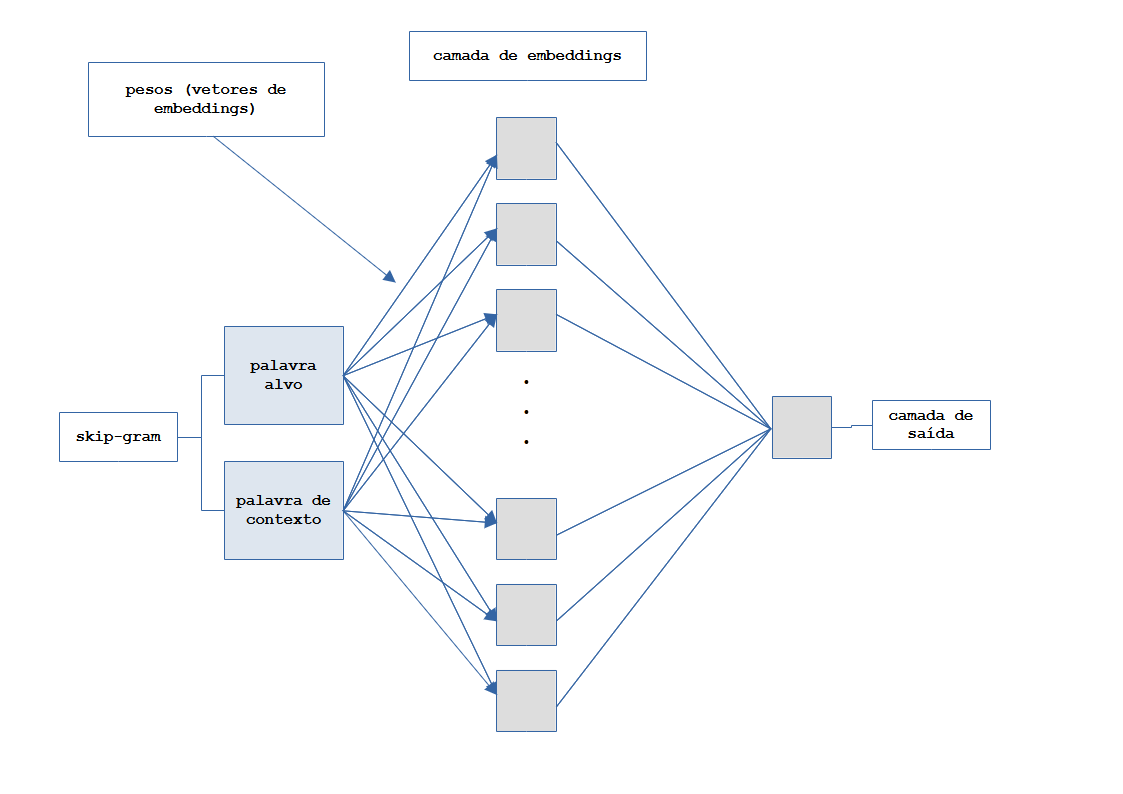 camada de embeddings
pesos (vetores de
embeddings)
palavra
alvo
skip-gram
palavra de
contexto
camada de
saída